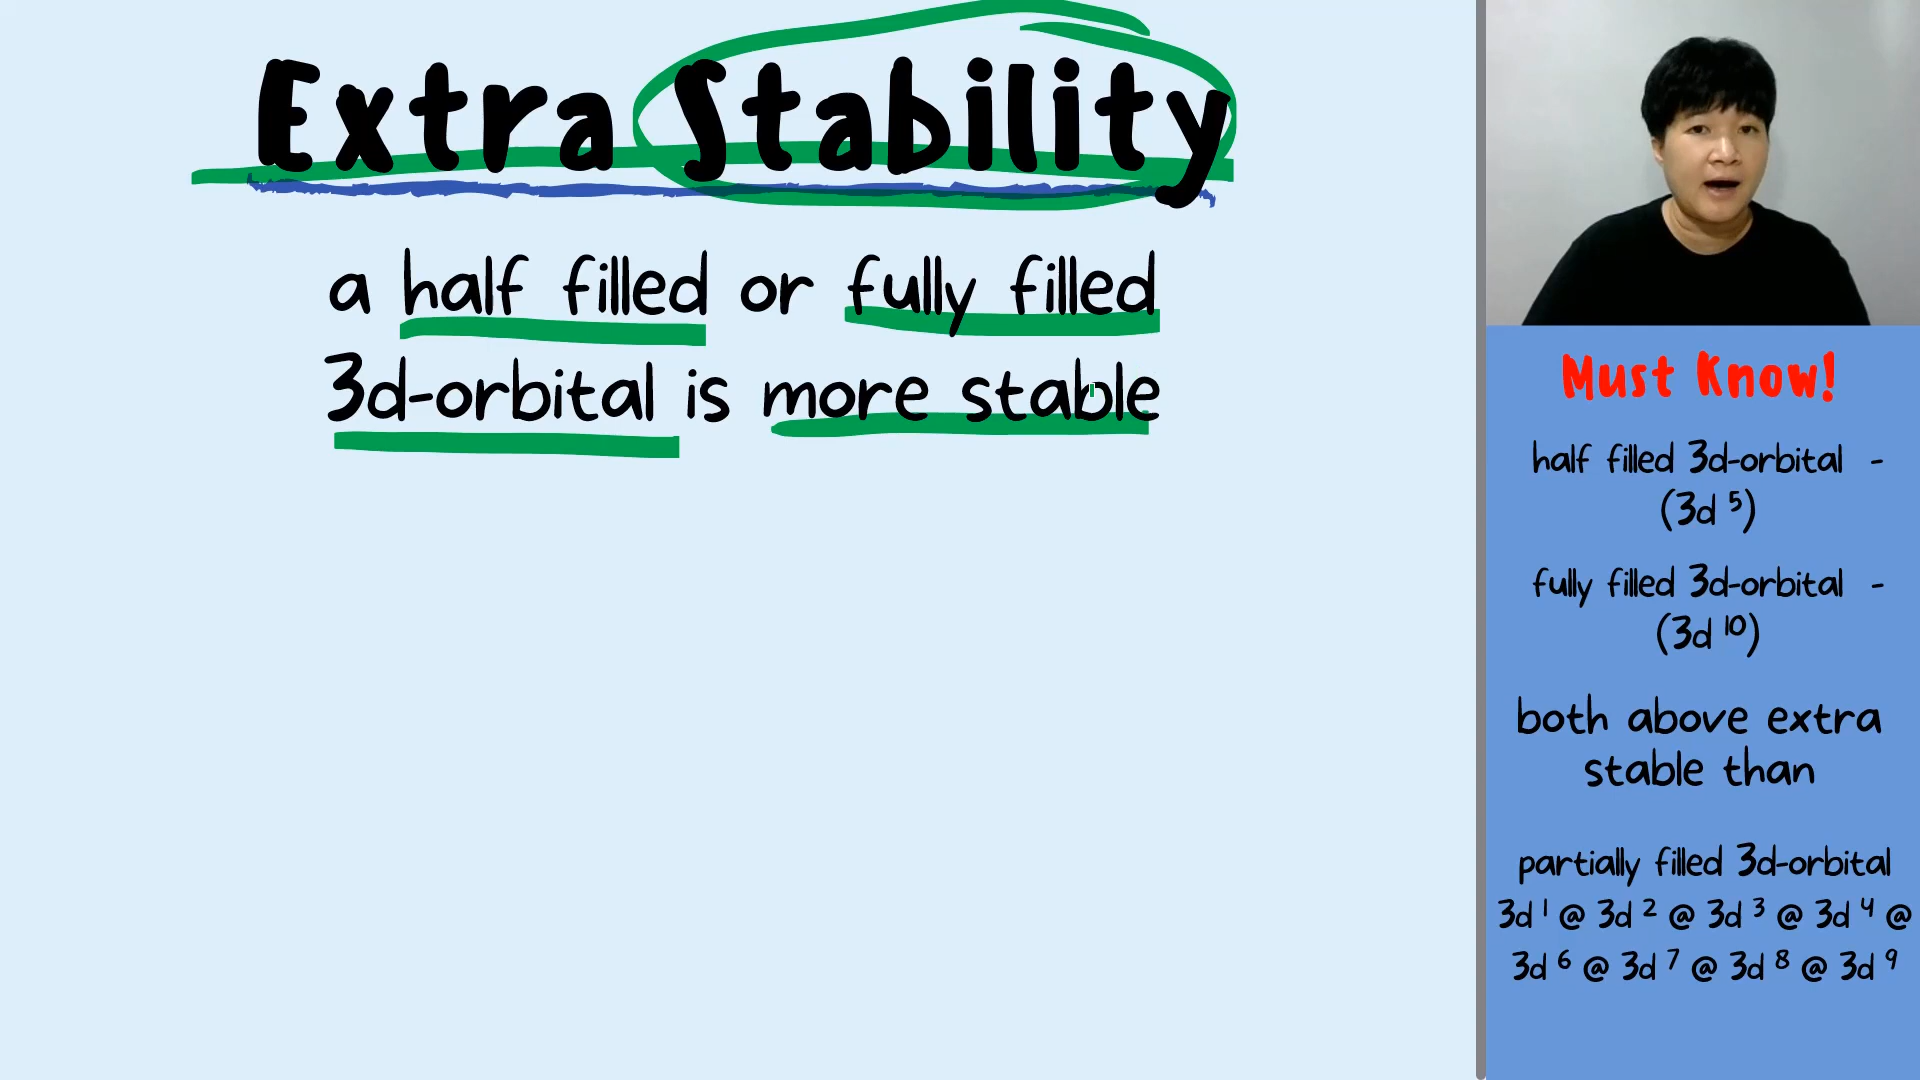 Extra Stability
a half filled or fully filled
3d-orbital is more stable
Must Know!
half filled 3d-orbital -
(3d ⁵)
fully filled 3d-orbital -
(3d ¹⁰)
both above extra
stable than
partially filled 3d-orbital
3d ¹ @ 3d ² @ 3d ³ @ 3d ⁴ @
3d ⁶ @ 3d ⁷ @ 3d ⁸ @ 3d ⁹